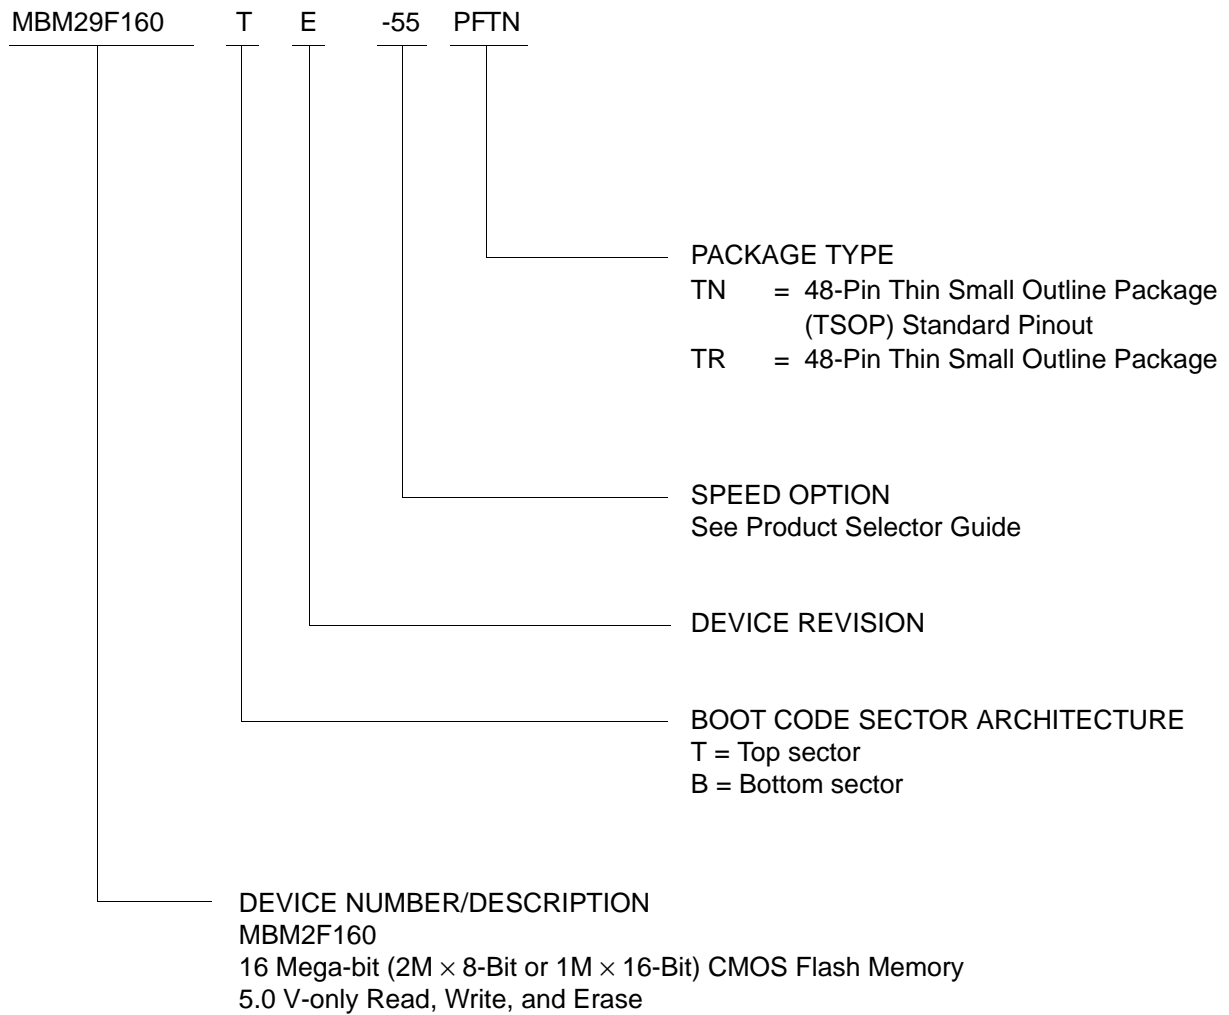 MBM29F160 T E -55 PFTN
PACKAGE TYPE
TN = 48-Pin Thin Small Outline Package
(TSOP) Standard Pinout
TR = 48-Pin Thin Small Outline Package
SPEED OPTION
See Product Selector Guide
DEVICE REVISION
BOOT CODE SECTOR ARCHITECTURE
T = Top sector
B = Bottom sector
DEVICE NUMBER/DESCRIPTION
MBM2F160
16 Mega-bit (2M × 8-Bit or 1M × 16-Bit) CMOS Flash Memory
5.0 V-only Read, Write, and Erase